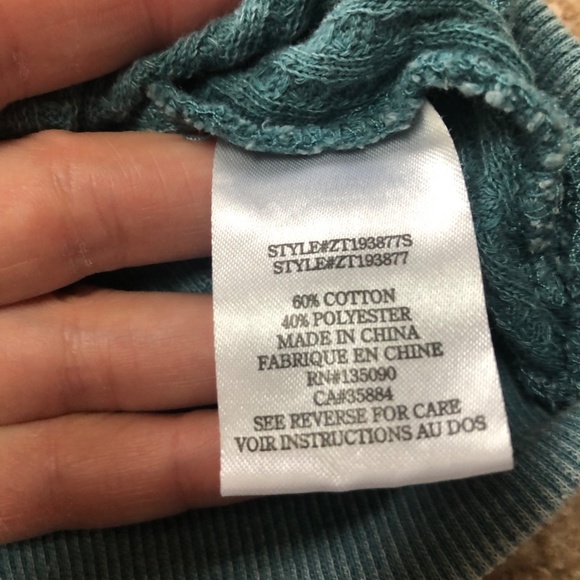 STYLE#ZT193877S
STYLE#ZT193877
60% COTTON
40% POLYESTER
MADE IN CHINA
FABRIQUE EN CHINE
RN#135090
CA#35884
SEE REVERSE FOR CARE
VOIR INSTRUCTIONS AU DOS